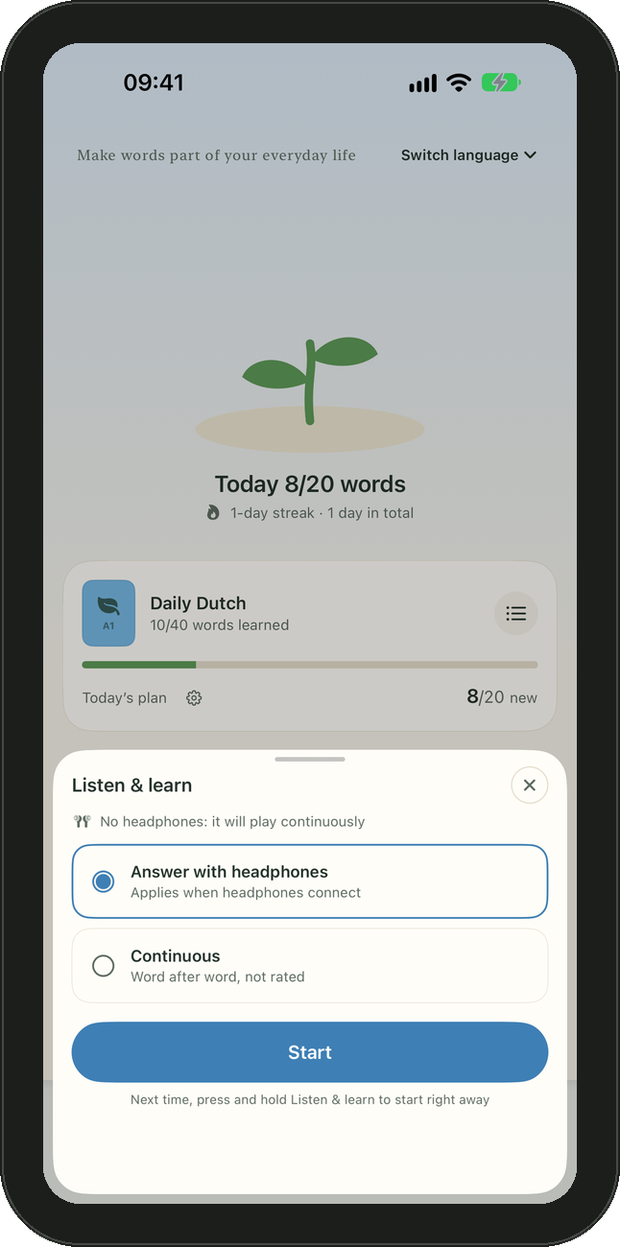 09:41
Make words part of your everyday life
Switch language
Today 8/20 words
1-day streak · 1 day in total
A1
Daily Dutch
10/40 words learned
Today’s plan
8/20 new
Listen & learn
No headphones: it will play continuously
Answer with headphones
Applies when headphones connect
Continuous
Word after word, not rated
Start
Next time, press and hold Listen & learn to start right away